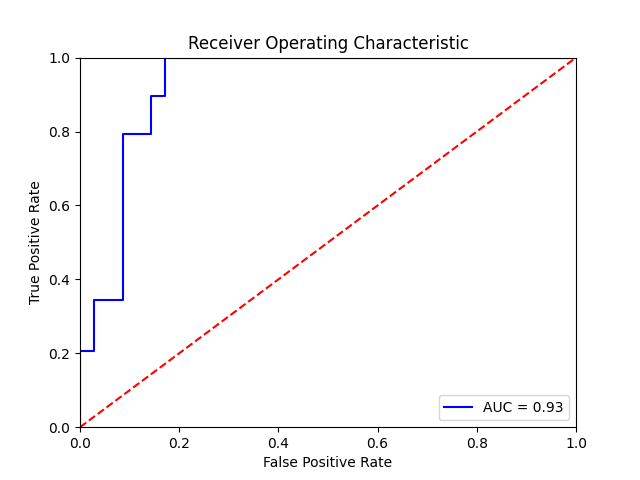 Receiver Operating Characteristic
True Positive Rate
1.0
0.8
0.6
0.4
0.2
0.0
0.0 0.2 0.4 0.6 0.8 1.0
False Positive Rate
AUC = 0.93